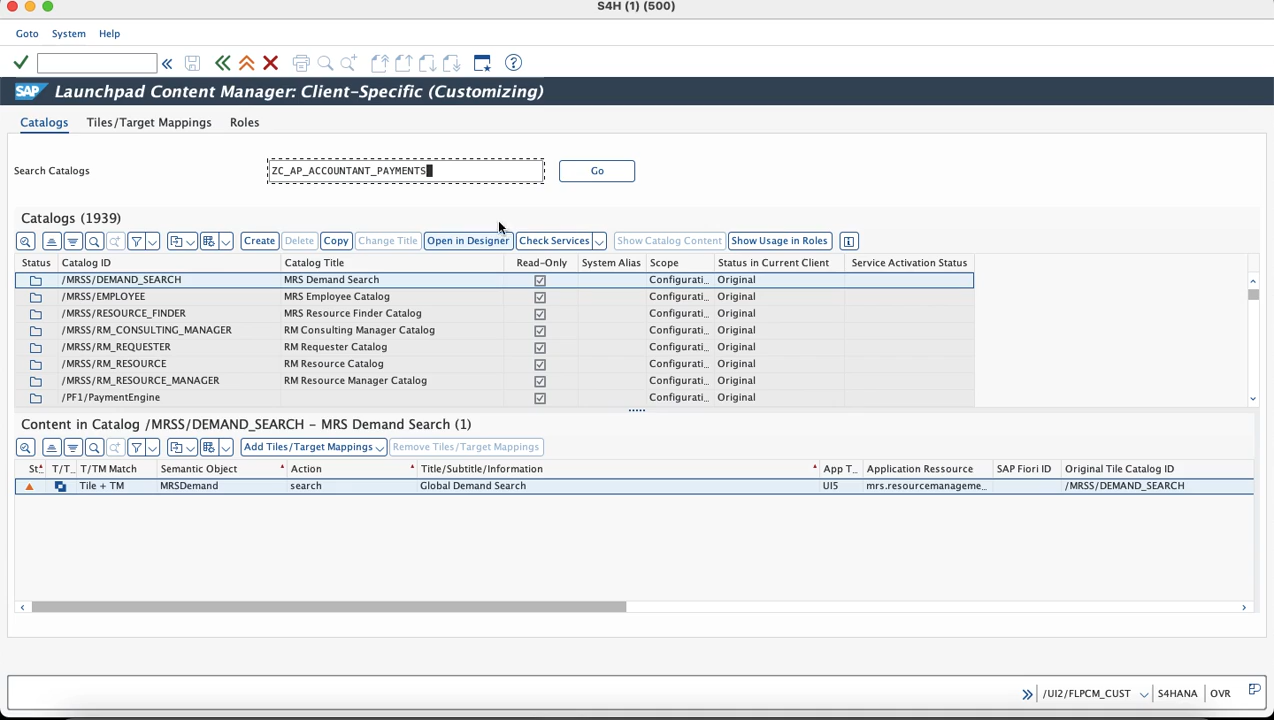 S4H (1) (500)
Goto System Help
SAP Launchpad Content Manager: Client-Specific (Customizing)
Catalogs Tiles/Target Mappings Roles
Search Catalogs ZC_AP_ACCOUNTANT_PAYMENTS Go
Catalogs (1939)
Create Delete Copy Change Title Open in Designer Check Services Show Catalog Content Show Usage in Roles
Status Catalog ID Catalog Title Read-Only System Alias Scope Status in Current Client Service Activation Status
/MRSS/DEMAND_SEARCH MRS Demand Search Configurati... Original
/MRSS/EMPLOYEE MRS Employee Catalog Configurati... Original
/MRSS/RESOURCE_FINDER MRS Resource Finder Catalog Configurati... Original
/MRSS/RM_CONSULTING_MANAGER RM Consulting Manager Catalog Configurati... Original
/MRSS/RM_REQUESTER RM Requester Catalog Configurati... Original
/MRSS/RM_RESOURCE RM Resource Catalog Configurati... Original
/MRSS/RM_RESOURCE_MANAGER RM Resource Manager Catalog Configurati... Original
/PF1/PaymentEngine Configurati... Original
Content in Catalog /MRSS/DEMAND_SEARCH - MRS Demand Search (1)
Add Tiles/Target Mappings Remove Tiles/Target Mappings
St... T/T... T/TM Match Semantic Object Action Title/Subtitle/Information App T... Application Ressource SAP Fiori ID Original Tile Catalog ID
Tile + TM MRSDemand search Global Demand Search UI5 mrs.resourcemanageme... /MRSS/DEMAND_SEARCH
/UI2/FLPCM_CUST S4HANA OVR